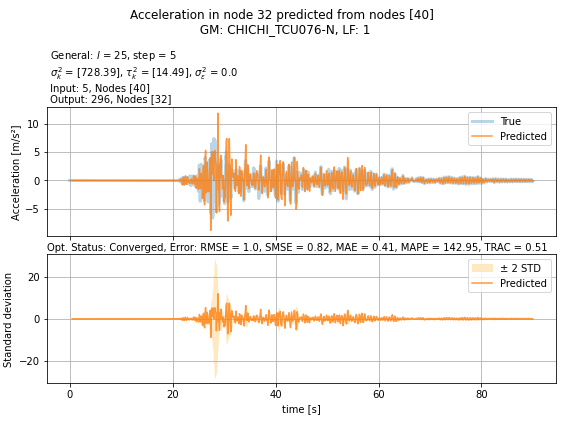 Acceleration in node 32 predicted from nodes [40]
GM: CHICHI_TCU076-N, LF: 1
General: l = 25, step = 5
σ²ₖ = [728.39], τ²ₖ = [14.49], σ²ₑ = 0.0
Input: 5, Nodes [40]
Output: 296, Nodes [32]
Acceleration [m/s²]
10
5
0
−5
True
Predicted
Opt. Status: Converged, Error: RMSE = 1.0, SMSE = 0.82, MAE = 0.41, MAPE = 142.95, TRAC = 0.51
Standard deviation
20
0
−20
± 2 STD
Predicted
0 20 40 60 80
time [s]